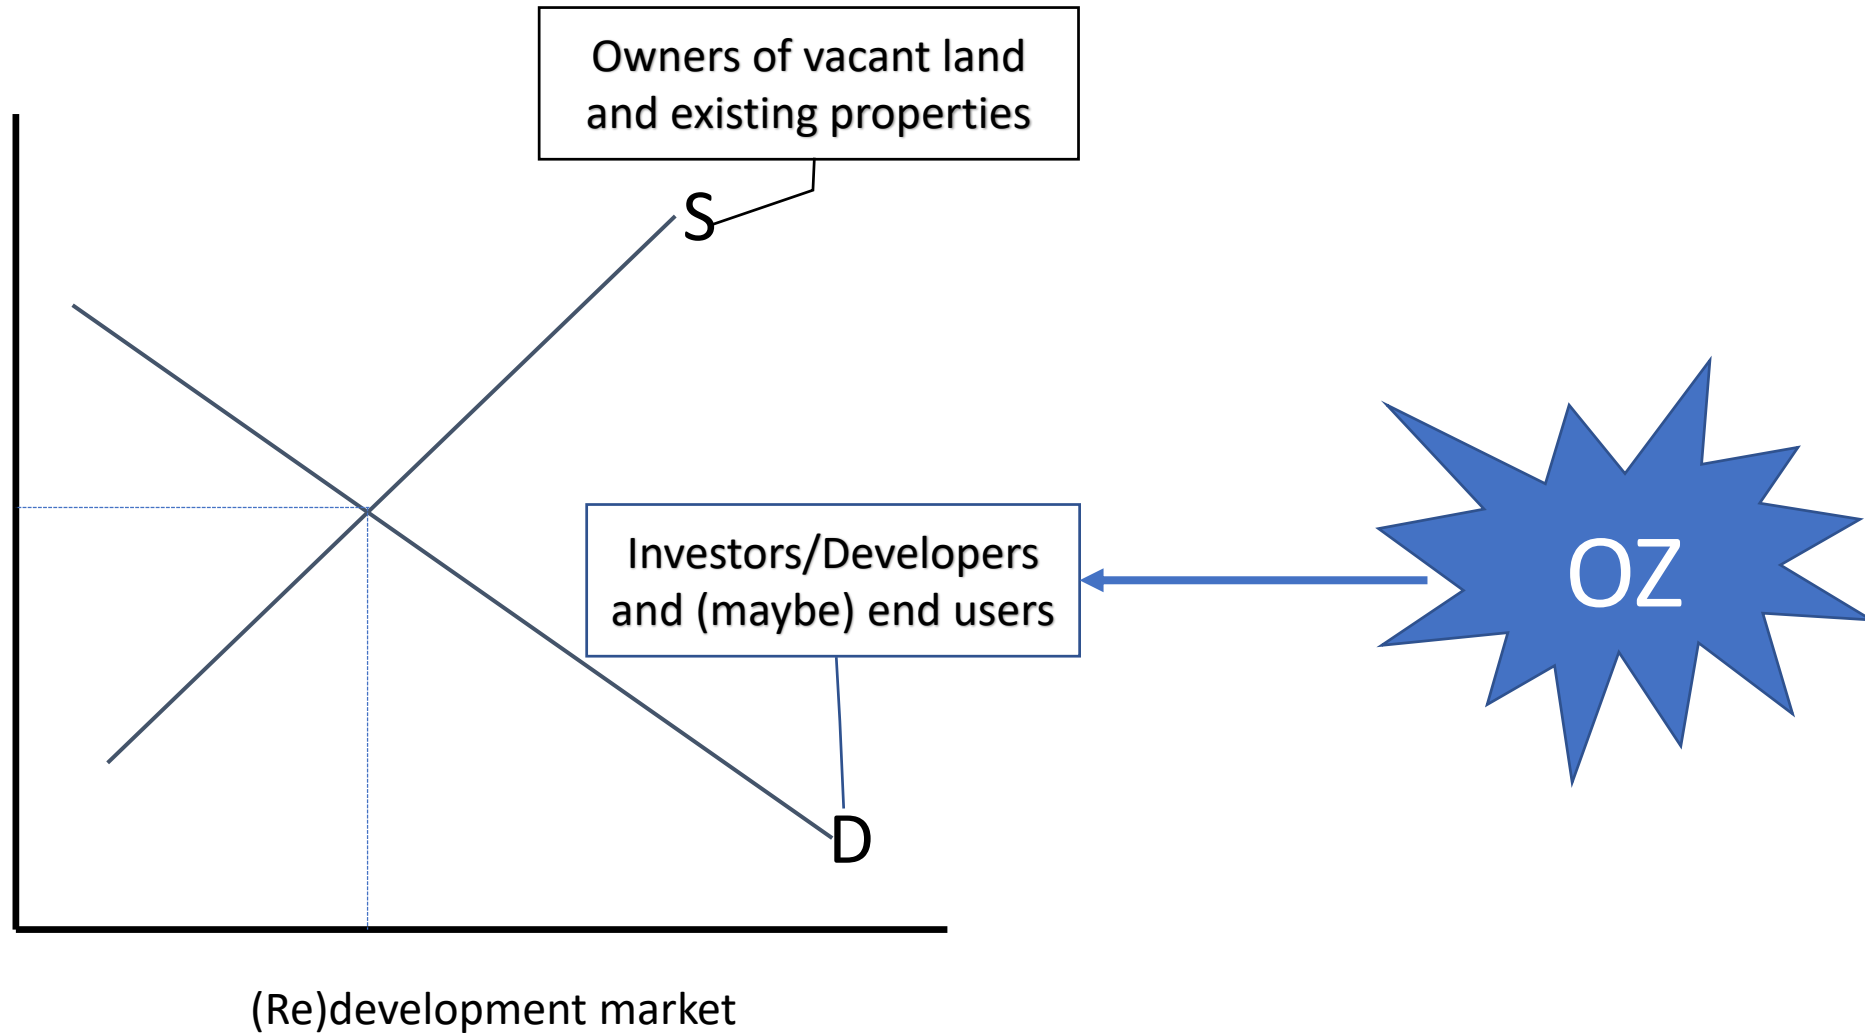 Owners of vacant land
and existing properties
S
Investors/Developers
and (maybe) end users
OZ
D
(Re)development market